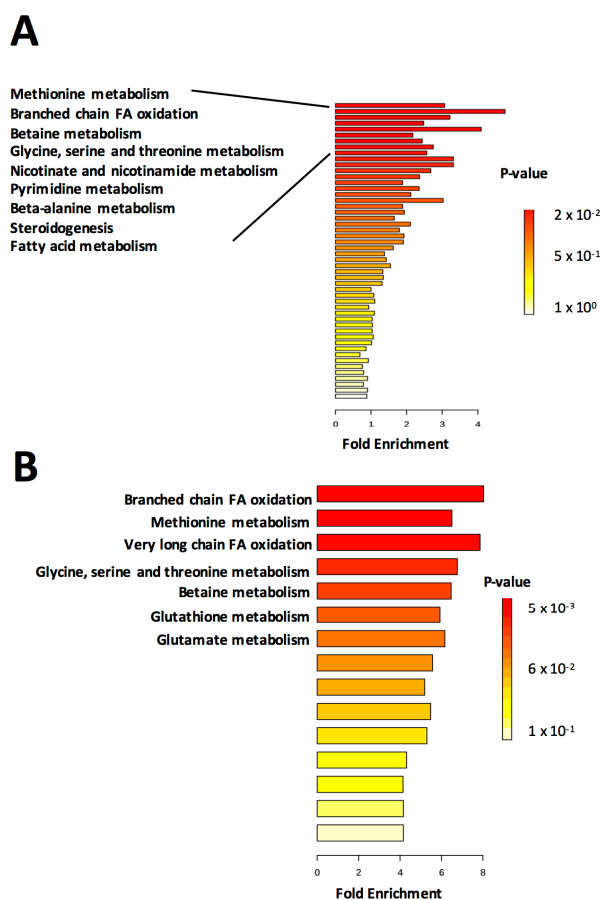 A
Methionine metabolism
Branched chain FA oxidation
Betaine metabolism
Glycine, serine and threonine metabolism
Nicotinate and nicotinamide metabolism
Pyrimidine metabolism
Beta-alanine metabolism
Steroidogenesis
Fatty acid metabolism
P-value
2 x 10⁻²
5 x 10⁻¹
1 x 10⁰
0 1 2 3 4
Fold Enrichment
B
Branched chain FA oxidation
Methionine metabolism
Very long chain FA oxidation
Glycine, serine and threonine metabolism
Betaine metabolism
Glutathione metabolism
Glutamate metabolism
P-value
5 x 10⁻³
6 x 10⁻²
1 x 10⁻¹
0 2 4 6 8
Fold Enrichment